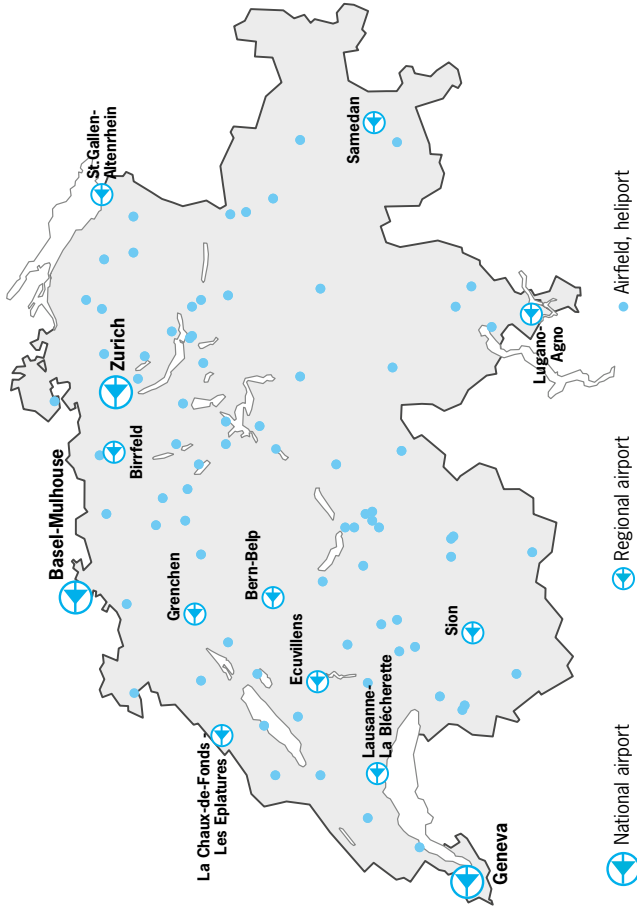 Basel-Mulhouse
St.Gallen-
Altenrhein
Zurich
Birrfeld
Grenchen
La Chaux-de-Fonds -
Les Eplatures
Bern-Belp
Ecuvillens
Samedan
Lausanne-
La Blécherette
Sion
Geneva
Lugano-
Agno
National airport
Regional airport
Airfield, heliport